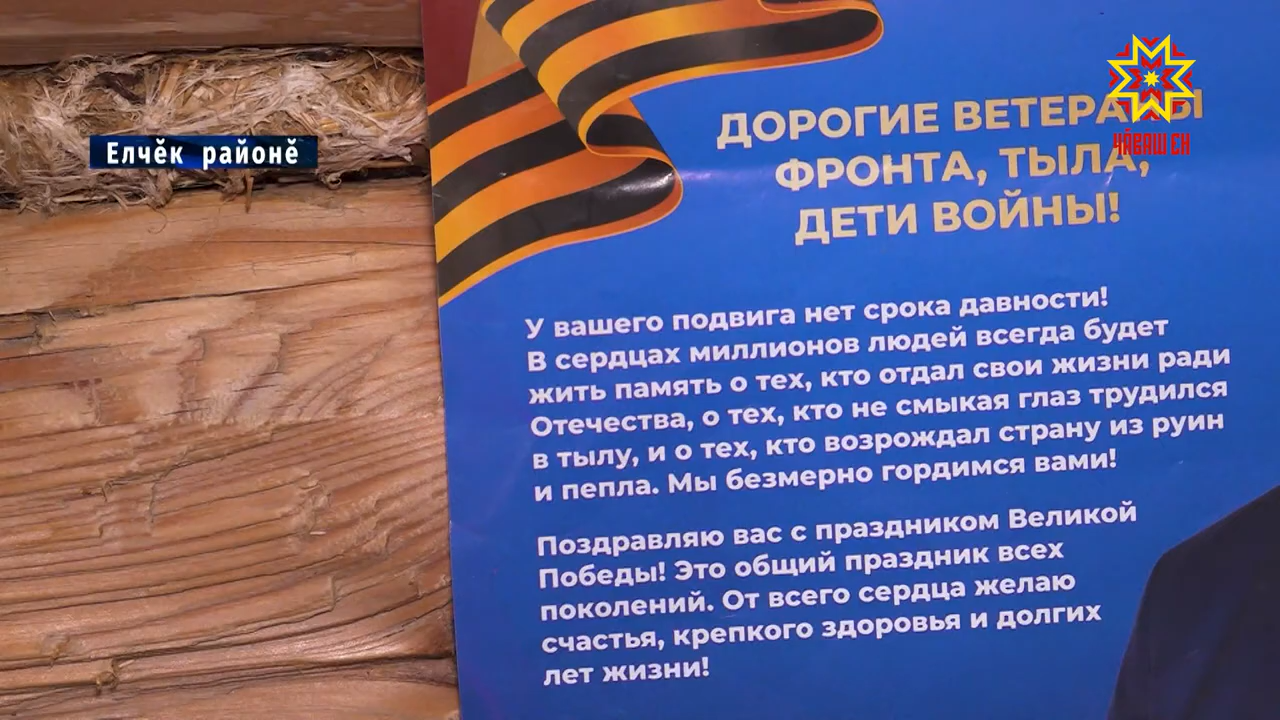 Елчӗк районӗ
ЧӐВАШ ЕН
ДОРОГИЕ ВЕТЕРАНЫ
ФРОНТА, ТЫЛА,
ДЕТИ ВОЙНЫ!
У вашего подвига нет срока давности!
В сердцах миллионов людей всегда будет
жить память о тех, кто отдал свои жизни ради
Отечества, о тех, кто не смыкая глаз трудился
в тылу, и о тех, кто возрождал страну из руин
и пепла. Мы безмерно гордимся вами!
Поздравляю вас с праздником Великой
Победы! Это общий праздник всех
поколений. От всего сердца желаю
счастья, крепкого здоровья и долгих
лет жизни!